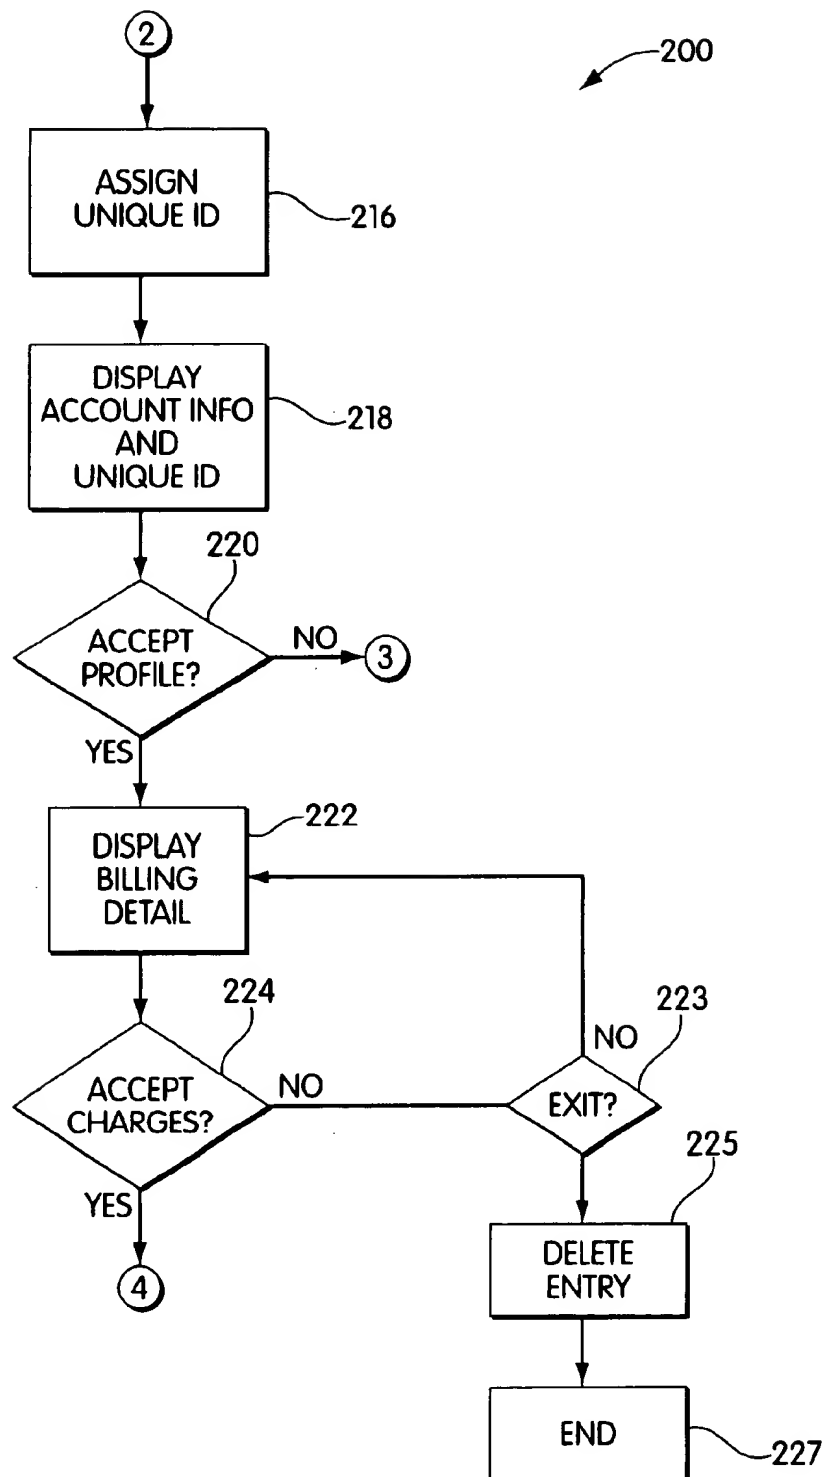 2
200
ASSIGN
UNIQUE ID
216
DISPLAY
ACCOUNT INFO
AND
UNIQUE ID
218
220
ACCEPT
PROFILE?
NO
3
YES
222
DISPLAY
BILLING
DETAIL
224
ACCEPT
CHARGES?
NO
YES
4
223
NO
EXIT?
225
DELETE
ENTRY
END
227